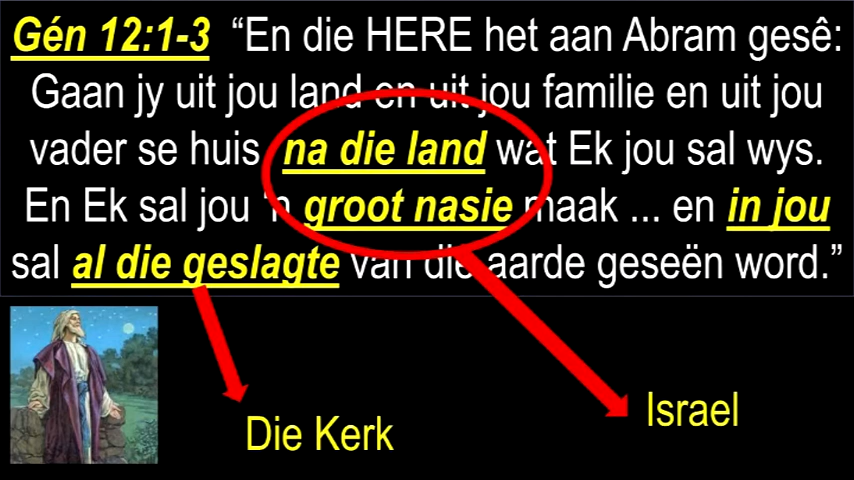 Gén 12:1-3 “En die HERE het aan Abram gesê:
Gaan jy uit jou land en uit jou familie en uit jou
vader se huis na die land wat Ek jou sal wys.
En Ek sal jou ’n groot nasie maak ... en in jou
sal al die geslagte van die aarde geseën word.”
Israel
Die Kerk